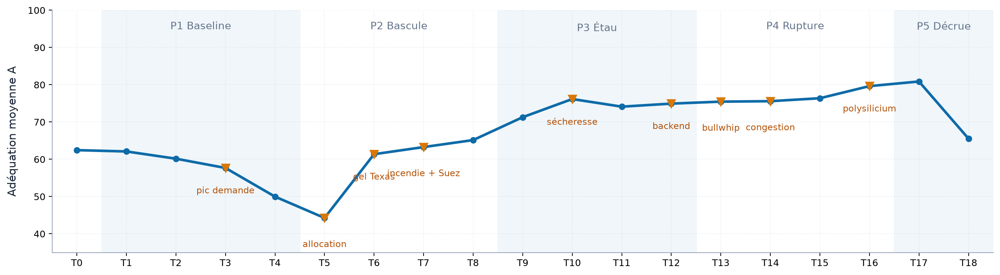 P1 Baseline
P2 Bascule
P3 Étau
P4 Rupture
P5 Décrue
Adéquation moyenne A
100
90
80
70
60
50
40
pic demande
allocation
gel Texas
incendie + Suez
sécheresse
backend
bullwhip
congestion
polysilicium
T0
T1
T2
T3
T4
T5
T6
T7
T8
T9
T10
T11
T12
T13
T14
T15
T16
T17
T18